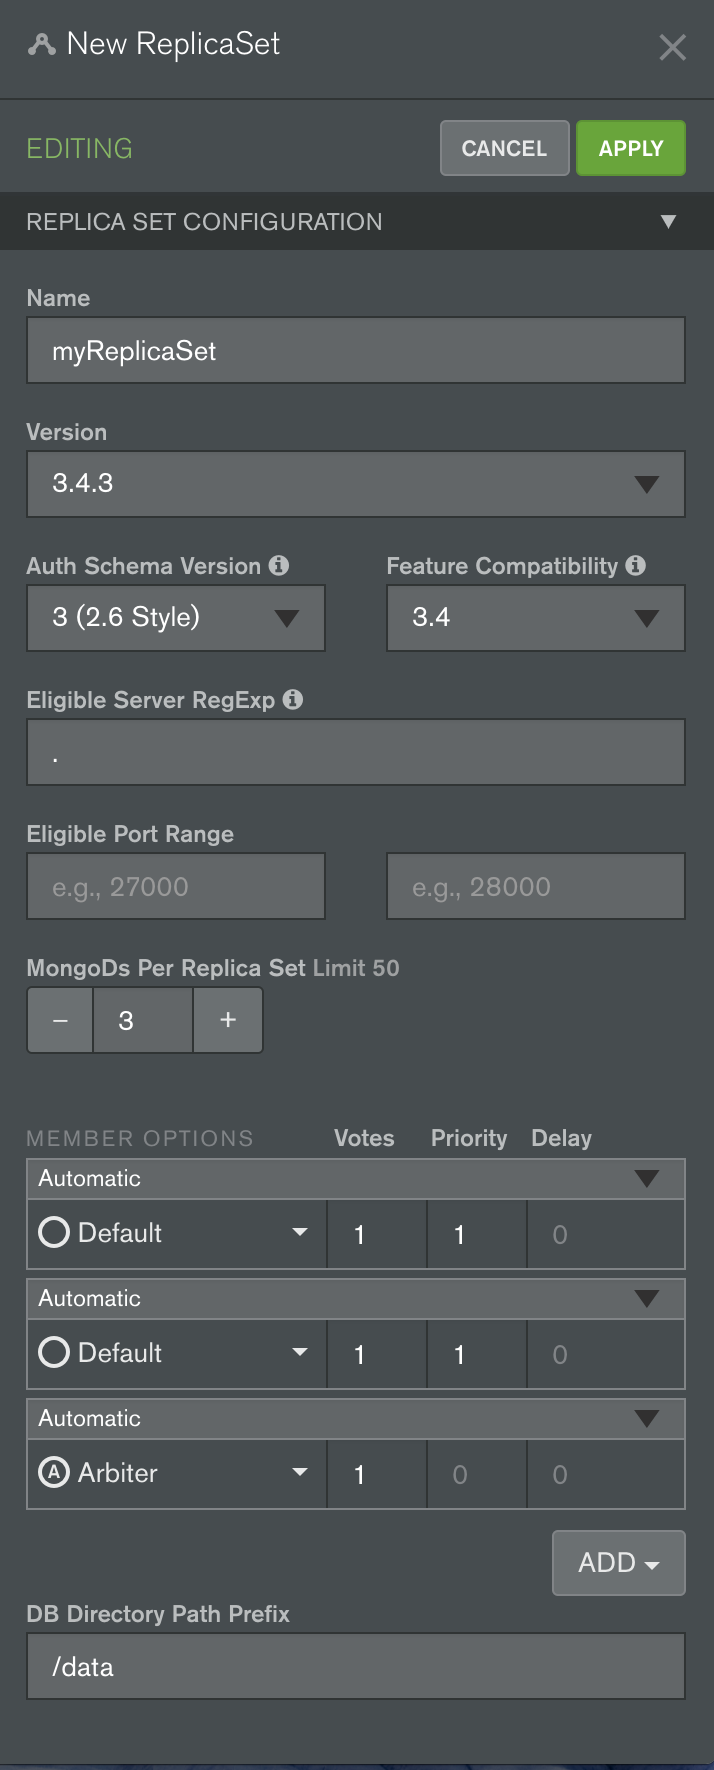 New ReplicaSet
EDITING CANCEL APPLY
REPLICA SET CONFIGURATION
Name
myReplicaSet
Version
3.4.3
Auth Schema Version Feature Compatibility
3 (2.6 Style) 3.4
Eligible Server RegExp
.
Eligible Port Range
e.g., 27000 e.g., 28000
MongoDs Per Replica Set Limit 50
– 3 +
MEMBER OPTIONS Votes Priority Delay
Automatic
Default 1 1 0
Automatic
Default 1 1 0
Automatic
A Arbiter 1 0 0
ADD
DB Directory Path Prefix
/data